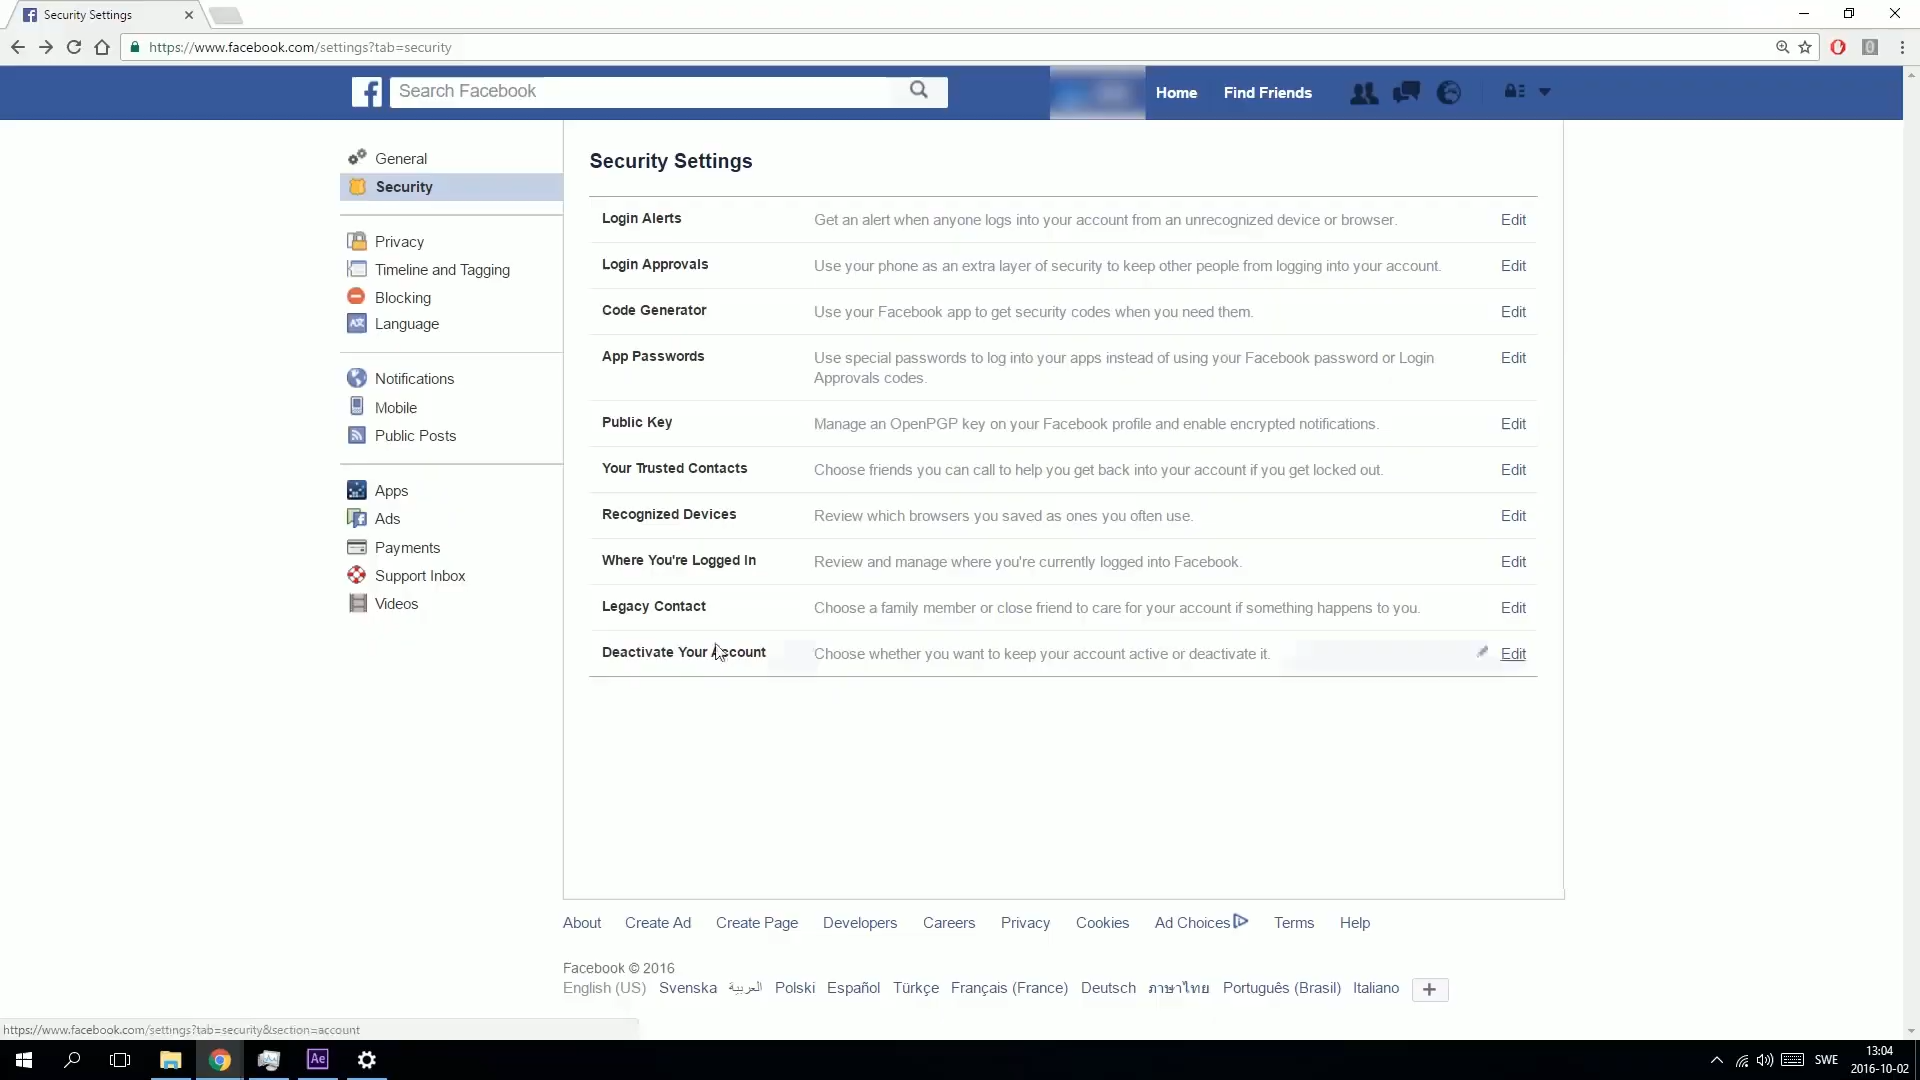 Security Settings
https://www.facebook.com/settings?tab=security
Search Facebook
Home
Find Friends
General
Security
Privacy
Timeline and Tagging
Blocking
Language
Notifications
Mobile
Public Posts
Apps
Ads
Payments
Support Inbox
Videos
Security Settings
Login Alerts Get an alert when anyone logs into your account from an unrecognized device or browser. Edit
Login Approvals Use your phone as an extra layer of security to keep other people from logging into your account. Edit
Code Generator Use your Facebook app to get security codes when you need them. Edit
App Passwords Use special passwords to log into your apps instead of using your Facebook password or Login Edit
Approvals codes.
Public Key Manage an OpenPGP key on your Facebook profile and enable encrypted notifications. Edit
Your Trusted Contacts Choose friends you can call to help you get back into your account if you get locked out. Edit
Recognized Devices Review which browsers you saved as ones you often use. Edit
Where You're Logged In Review and manage where you're currently logged into Facebook. Edit
Legacy Contact Choose a family member or close friend to care for your account if something happens to you. Edit
Deactivate Your Account Choose whether you want to keep your account active or deactivate it. Edit
About Create Ad Create Page Developers Careers Privacy Cookies Ad Choices Terms Help
Facebook © 2016
English (US) Svenska العربية Polski Español Türkçe Français (France) Deutsch ภาษาไทย Português (Brasil) Italiano +
https://www.facebook.com/settings?tab=security&section=account
Ae
SWE
13:04
2016-10-02